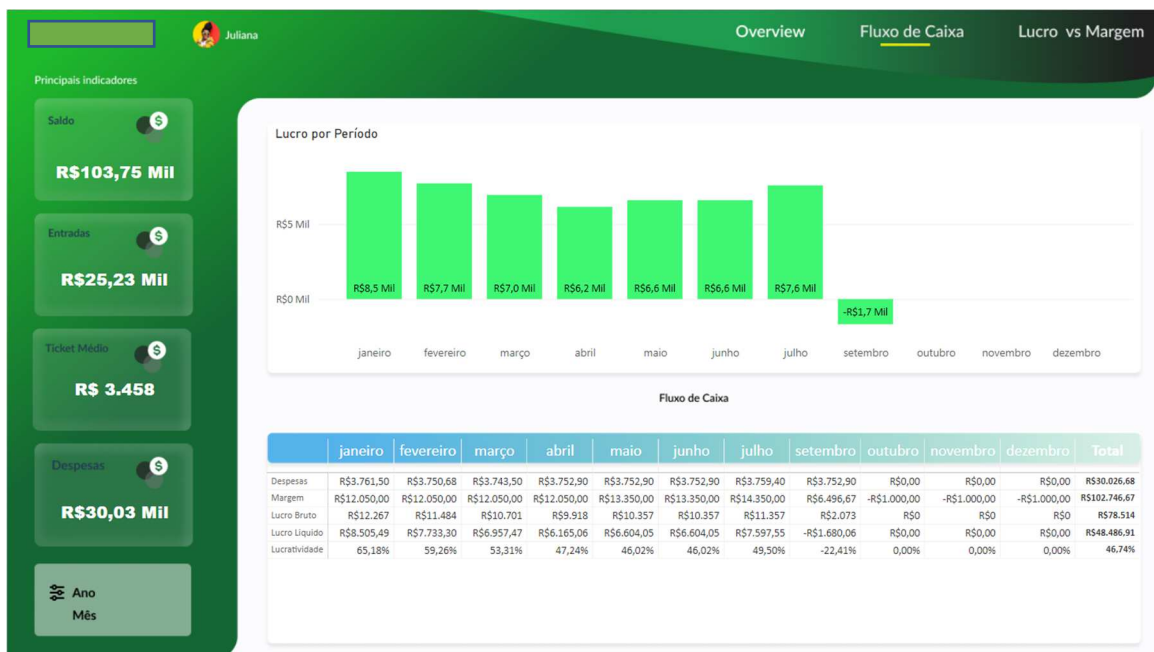 Juliana
Overview Fluxo de Caixa Lucro vs Margem
Principais indicadores
Saldo
$
R$103,75 Mil
Entradas
$
R$25,23 Mil
Ticket Médio
$
R$ 3.458
Despesas
$
R$30,03 Mil
Ano
Mês
Lucro por Período
R$5 Mil
R$0 Mil
R$8,5 Mil R$7,7 Mil R$7,0 Mil R$6,2 Mil R$6,6 Mil R$6,6 Mil R$7,6 Mil -R$1,7 Mil
janeiro fevereiro março abril maio junho julho setembro outubro novembro dezembro
Fluxo de Caixa
janeiro fevereiro março abril maio junho julho setembro outubro novembro dezembro Total
Despesas R$3.761,50 R$3.750,68 R$3.743,50 R$3.752,90 R$3.752,90 R$3.752,90 R$3.759,40 R$3.752,90 R$0,00 R$0,00 R$0,00 R$30.026,68
Margem R$12.050,00 R$12.050,00 R$12.050,00 R$12.050,00 R$13.350,00 R$13.350,00 R$14.350,00 R$6.496,67 -R$1.000,00 -R$1.000,00 -R$1.000,00 R$102.746,67
Lucro Bruto R$12.267 R$11.484 R$10.701 R$9.918 R$10.357 R$10.357 R$11.357 R$2.073 R$0 R$0 R$0 R$78.514
Lucro Liquido R$8.505,49 R$7.733,30 R$6.957,47 R$6.165,06 R$6.604,05 R$6.604,05 R$7.597,55 -R$1.680,06 R$0,00 R$0,00 R$0,00 R$48.486,91
Lucratividade 65,18% 59,26% 53,31% 47,24% 46,02% 46,02% 49,50% -22,41% 0,00% 0,00% 0,00% 46,74%